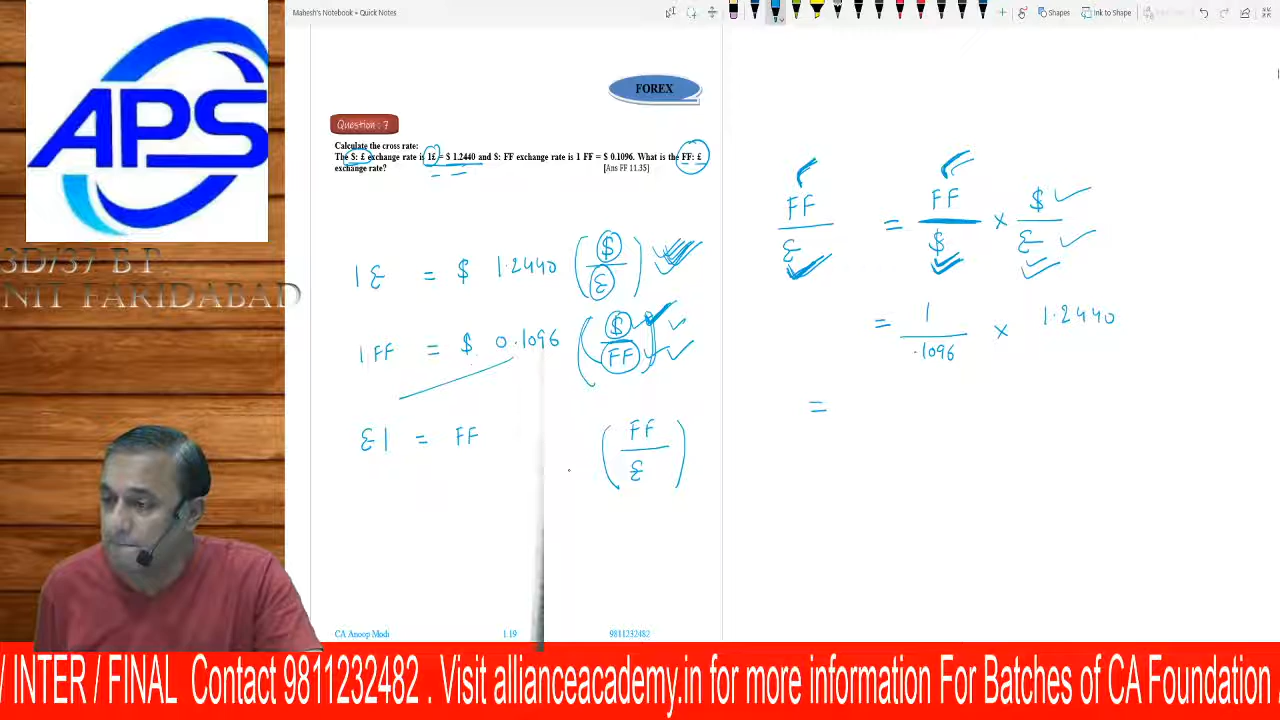 Mahesh's Notebook » Quick Notes
Shapes
Ink to Shape
APS
3D/37 B.P.
NIT FARIDABAD
FOREX
Question : 7
Calculate the cross rate:
The $: £ exchange rate is 1£ = $ 1.2440 and $: FF exchange rate is 1 FF = $ 0.1096. What is the FF: £
exchange rate? [Ans FF 11.35]
1 £ = $ 1.2440 ($/£)
1 FF = $ 0.1096 ($/FF)
£1 = FF (FF/£)
FF/£ = FF/$ × $/£
= 1/.1096 × 1.2440
=
CA Anoop Modi 1.19 9811232482
/ INTER / FINAL Contact 9811232482 . Visit allianceacademy.in for more information For Batches of CA Foundation